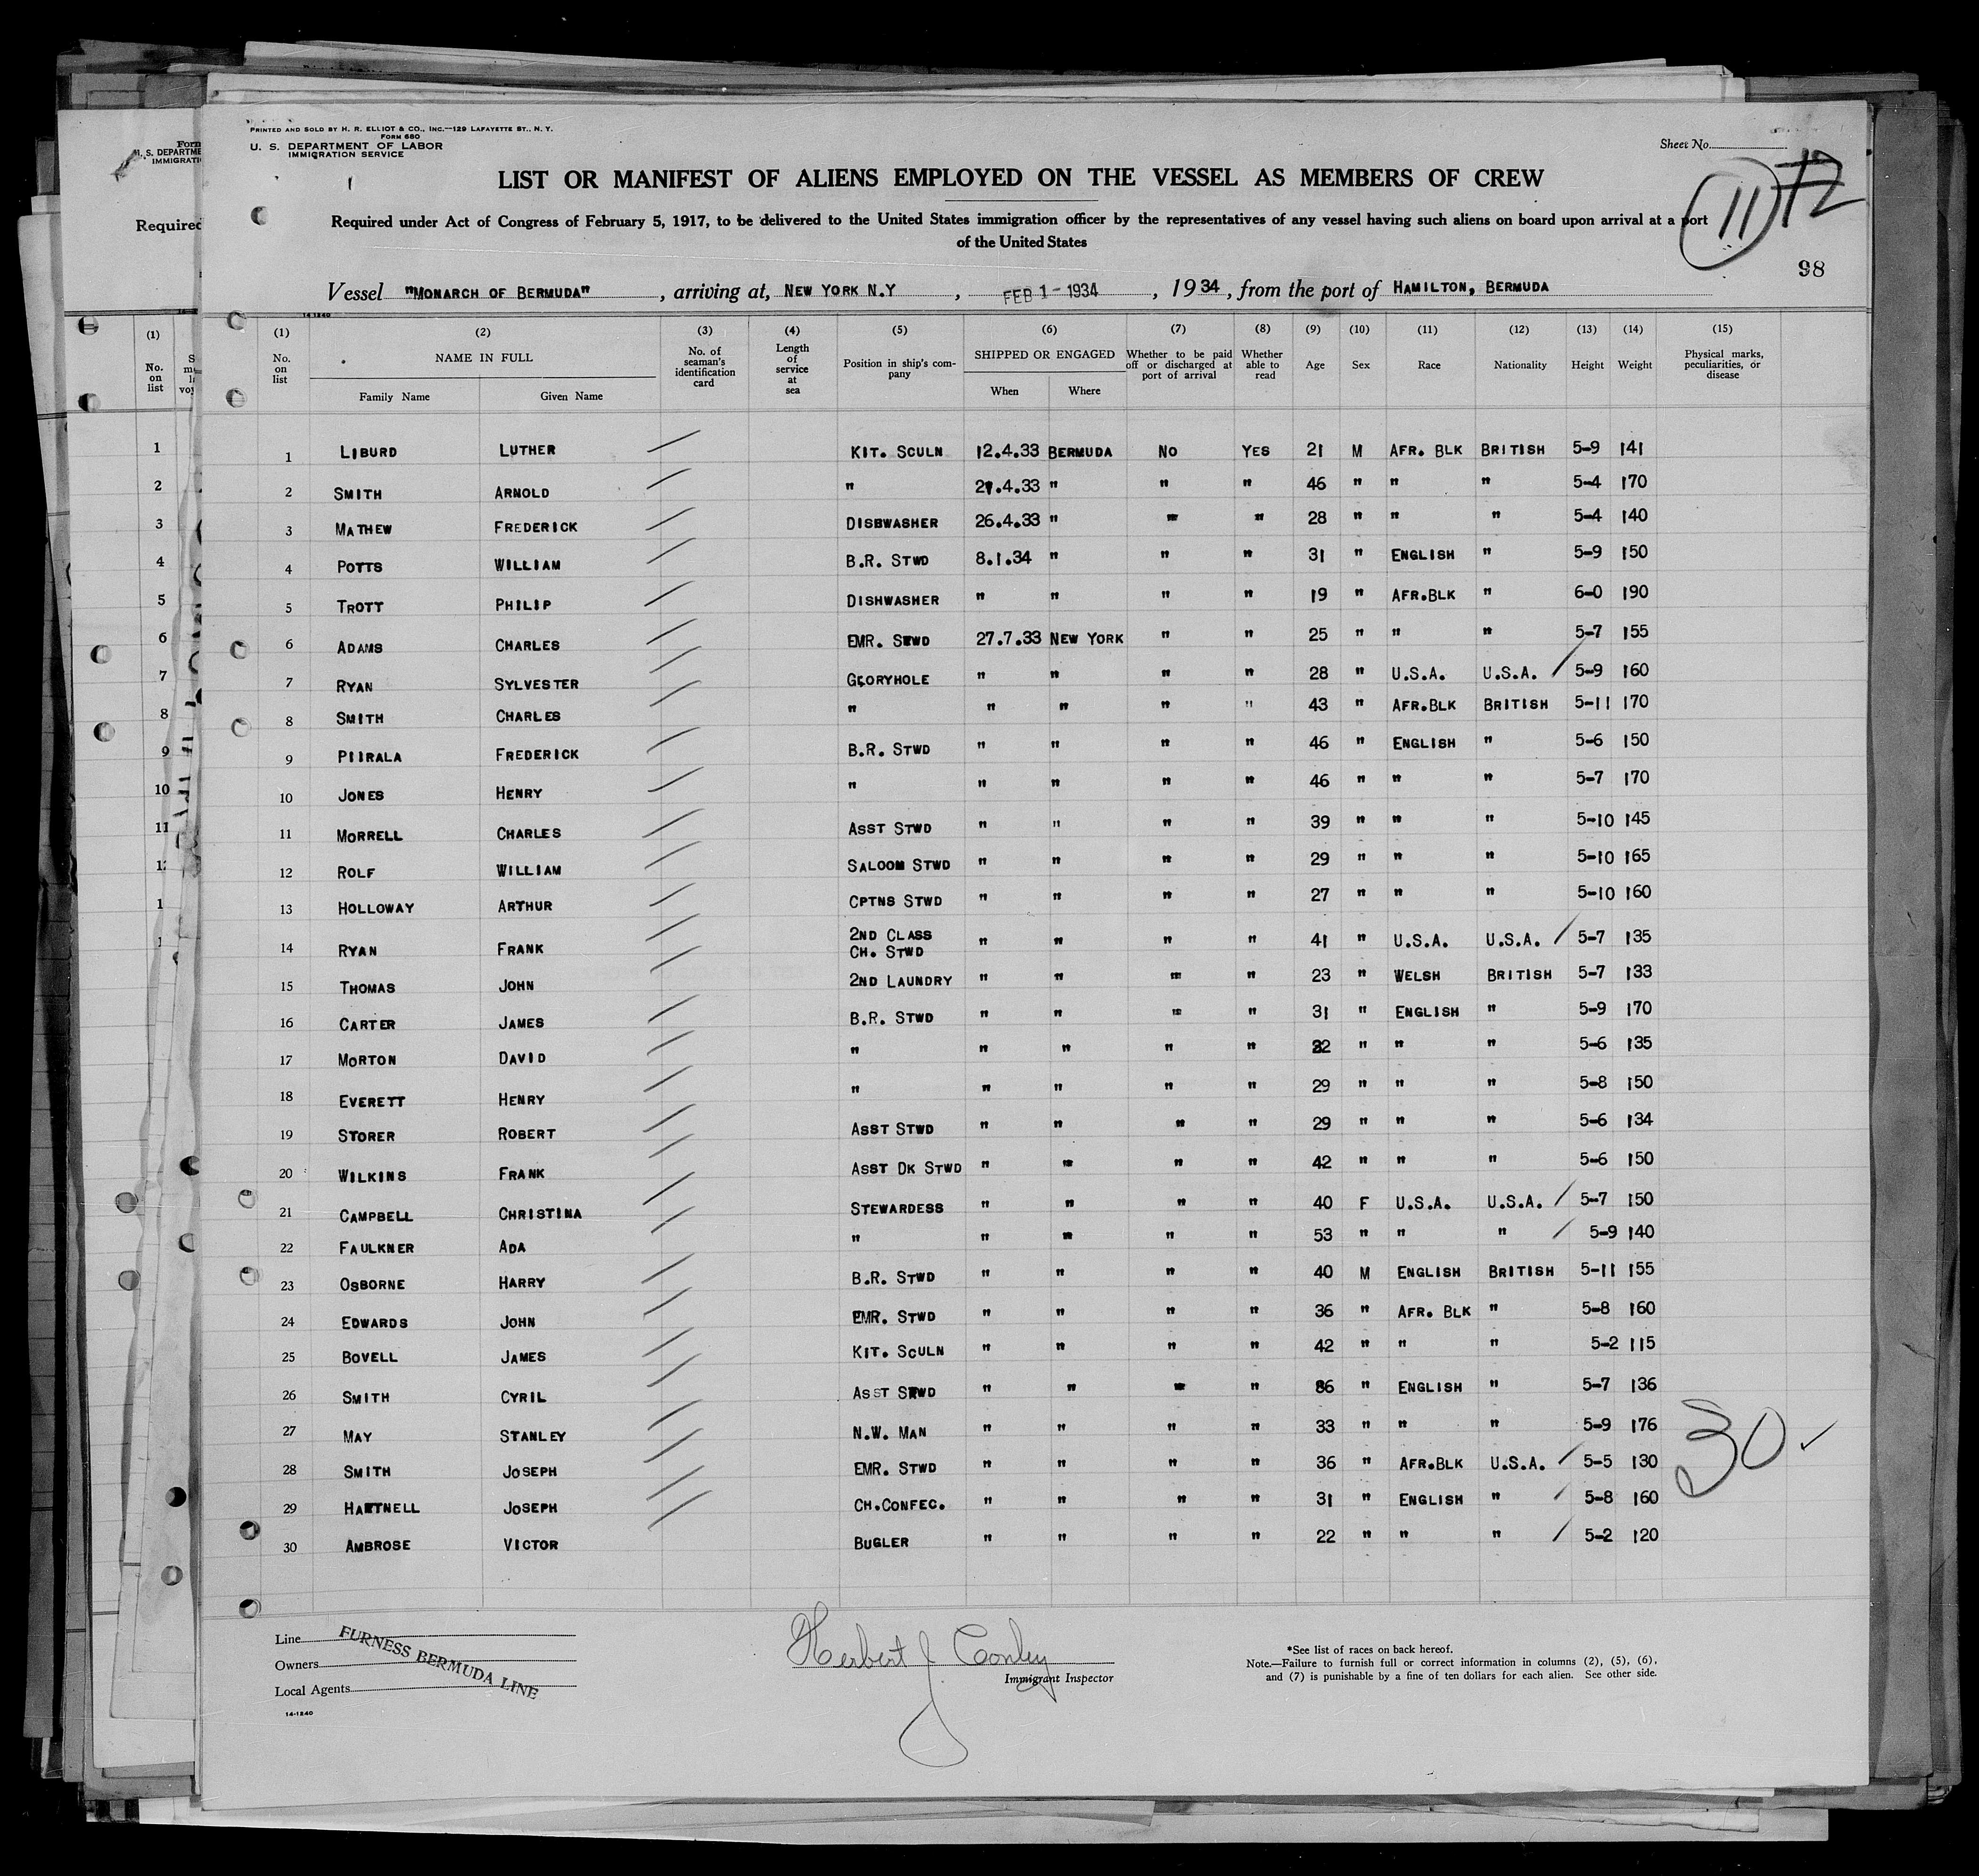 PRINTED AND SOLD BY H. R. ELLIOT & CO., INC.--129 LAFAYETTE ST., N. Y.
FORM 680
U. S. DEPARTMENT OF LABOR
IMMIGRATION SERVICE
Sheet No.
LIST OR MANIFEST OF ALIENS EMPLOYED ON THE VESSEL AS MEMBERS OF CREW
11 12
Required under Act of Congress of February 5, 1917, to be delivered to the United States immigration officer by the representatives of any vessel having such aliens on board upon arrival at a port
of the United States
98
Vessel "MONARCH OF BERMUDA", arriving at, NEW YORK N.Y, FEB 1 - 1934, 1934, from the port of HAMILTON, BERMUDA
14-1240
(1) (2) (3) (4) (5) (6) (7) (8) (9) (10) (11) (12) (13) (14) (15)
No. on list NAME IN FULL No. of seaman's identification card Length of service at sea Position in ship's company SHIPPED OR ENGAGED Whether to be paid off or discharged at port of arrival Whether able to read Age Sex Race Nationality Height Weight Physical marks, peculiarities, or disease
Family Name Given Name When Where
1 LIBURD LUTHER KIT. SCULN 12.4.33 BERMUDA NO YES 21 M AFR. BLK BRITISH 5-9 141
2 SMITH ARNOLD " 2.4.33 " " " 46 " " " 5-4 170
3 MATHEW FREDERICK DISBWASHER 26.4.33 " " " 28 " " " 5-4 140
4 POTTS WILLIAM B.R. STWD 8.1.34 " " " 31 " ENGLISH " 5-9 150
5 TROTT PHILIP DISHWASHER " " " " 19 " AFR.BLK " 6-0 190
6 ADAMS CHARLES EMR. STWD 27.7.33 NEW YORK " " 25 " " " 5-7 155
7 RYAN SYLVESTER GLORYHOLE " " " " 28 " U.S.A. U.S.A. 5-9 160
8 SMITH CHARLES " " " " " 43 " AFR.BLK BRITISH 5-11 170
9 PIIRALA FREDERICK B.R. STWD " " " " 46 " ENGLISH " 5-6 150
10 JONES HENRY " " " " " 46 " " " 5-7 170
11 MORRELL CHARLES ASST STWD " " " " 39 " " " 5-10 145
12 ROLF WILLIAM SALOOM STWD " " " " 29 " " " 5-10 165
13 HOLLOWAY ARTHUR CPTNS STWD " " " " 27 " " " 5-10 160
14 RYAN FRANK 2ND CLASS CH. STWD " " " " 41 " U.S.A. U.S.A. 5-7 135
15 THOMAS JOHN 2ND LAUNDRY " " " " 23 " WELSH BRITISH 5-7 133
16 CARTER JAMES B.R. STWD " " " " 31 " ENGLISH " 5-9 170
17 MORTON DAVID " " " " " " " " 5-6 135
18 EVERETT HENRY " " " " " 29 " " " 5-8 150
19 STORER ROBERT ASST STWD " " " " 29 " " " 5-6 134
20 WILKINS FRANK ASST DK STWD " " " " 42 " " " 5-6 150
21 CAMPBELL CHRISTINA STEWARDESS " " " " 40 F U.S.A. U.S.A. 5-7 150
22 FAULKNER ADA " " " " " 53 " " " 5-9 140
23 OSBORNE HARRY B.R. STWD " " " " 40 M ENGLISH BRITISH 5-11 155
24 EDWARDS JOHN EMR. STWD " " " " 36 " AFR. BLK " 5-8 160
25 BOVELL JAMES KIT. SCULN " " " " 42 " " " 5-2 115
26 SMITH CYRIL ASST STWD " " " " " ENGLISH " 5-7 136
27 MAY STANLEY N.W. MAN " " " " 33 " " " 5-9 176
28 SMITH JOSEPH EMR. STWD " " " " 36 " AFR.BLK U.S.A. 5-5 130
29 HARTNELL JOSEPH CH.CONFEC. " " " " 31 " ENGLISH " 5-8 160
30 AMBROSE VICTOR BUGLER " " " " 22 " " " 5-2 120
30 ✓
Line
Owners
Local Agents
FURNESS BERMUDA LINE
14-1240
Herbert J Conley
Immigrant Inspector
*See list of races on back hereof.
Note.—Failure to furnish full or correct information in columns (2), (5), (6),
and (7) is punishable by a fine of ten dollars for each alien. See other side.